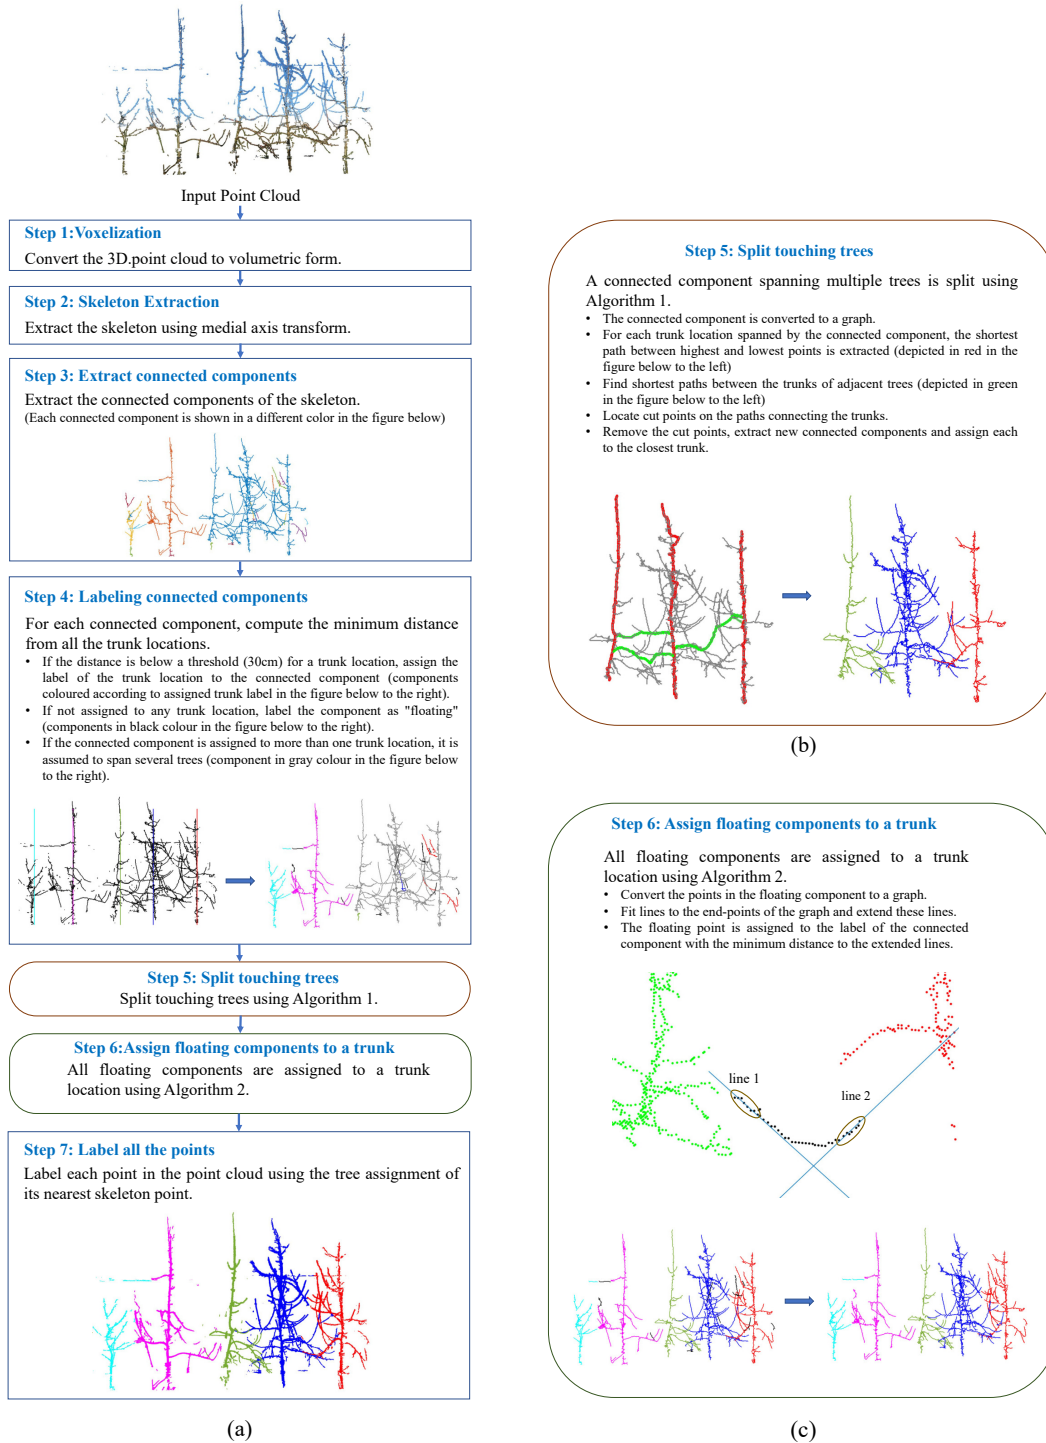 Input Point Cloud
Step 1:Voxelization
Convert the 3D.point cloud to volumetric form.
Step 2: Skeleton Extraction
Extract the skeleton using medial axis transform.
Step 3: Extract connected components
Extract the connected components of the skeleton.
(Each connected component is shown in a different color in the figure below)
Step 4: Labeling connected components
For each connected component, compute the minimum distance
from all the trunk locations.
• If the distance is below a threshold (30cm) for a trunk location, assign the
label of the trunk location to the connected component (components
coloured according to assigned trunk label in the figure below to the right).
• If not assigned to any trunk location, label the component as "floating"
(components in black colour in the figure below to the right).
• If the connected component is assigned to more than one trunk location, it is
assumed to span several trees (component in gray colour in the figure below
to the right).
Step 5: Split touching trees
Split touching trees using Algorithm 1.
Step 6:Assign floating components to a trunk
All floating components are assigned to a trunk
location using Algorithm 2.
Step 7: Label all the points
Label each point in the point cloud using the tree assignment of
its nearest skeleton point.
(a)
Step 5: Split touching trees
A connected component spanning multiple trees is split using
Algorithm 1.
• The connected component is converted to a graph.
• For each trunk location spanned by the connected component, the shortest
path between highest and lowest points is extracted (depicted in red in the
figure below to the left)
• Find shortest paths between the trunks of adjacent trees (depicted in green
in the figure below to the left)
• Locate cut points on the paths connecting the trunks.
• Remove the cut points, extract new connected components and assign each
to the closest trunk.
(b)
Step 6: Assign floating components to a trunk
All floating components are assigned to a trunk
location using Algorithm 2.
• Convert the points in the floating component to a graph.
• Fit lines to the end-points of the graph and extend these lines.
• The floating point is assigned to the label of the connected
component with the minimum distance to the extended lines.
line 1
line 2
(c)